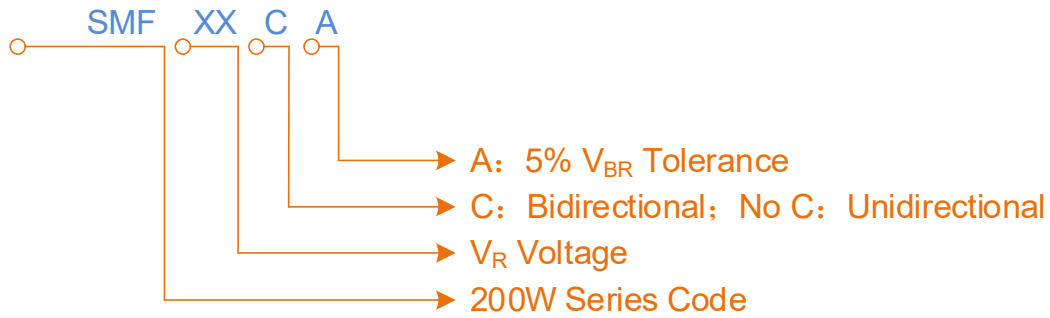 SMF XX C A
A：5% VBR Tolerance
C：Bidirectional；No C：Unidirectional
VR Voltage
200W Series Code